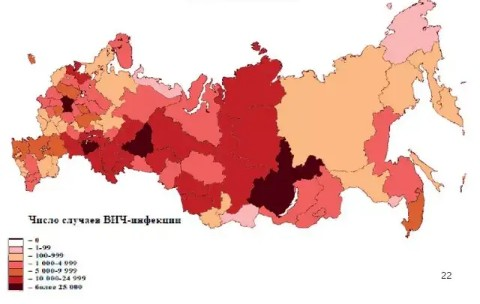 22
Число случаев ВИЧ-инфекции
– 0
– 1-99
– 100-999
– 1 000-4 999
– 5 000-9 999
– 10 000-24 999
– более 25 000